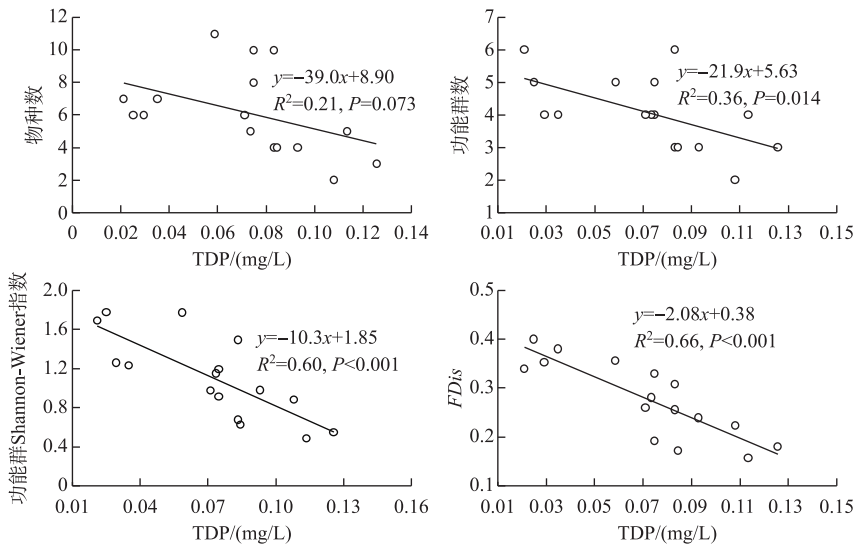 12
10
8
6
4
2
0
物种数
y=−39.0x+8.90
R²=0.21, P=0.073
0 0.02 0.04 0.06 0.08 0.10 0.12 0.14
TDP/(mg/L)
7
6
5
4
3
2
1
功能群数
y=−21.9x+5.63
R²=0.36, P=0.014
0.01 0.03 0.05 0.07 0.09 0.11 0.13 0.15
TDP/(mg/L)
2.0
1.6
1.2
0.8
0.4
0
功能群Shannon-Wiener指数
y=−10.3x+1.85
R²=0.60, P<0.001
0.01 0.04 0.07 0.10 0.13 0.16
TDP/(mg/L)
0.5
0.4
0.3
0.2
0.1
FDis
y=−2.08x+0.38
R²=0.66, P<0.001
0.01 0.03 0.05 0.07 0.09 0.11 0.13 0.15
TDP/(mg/L)